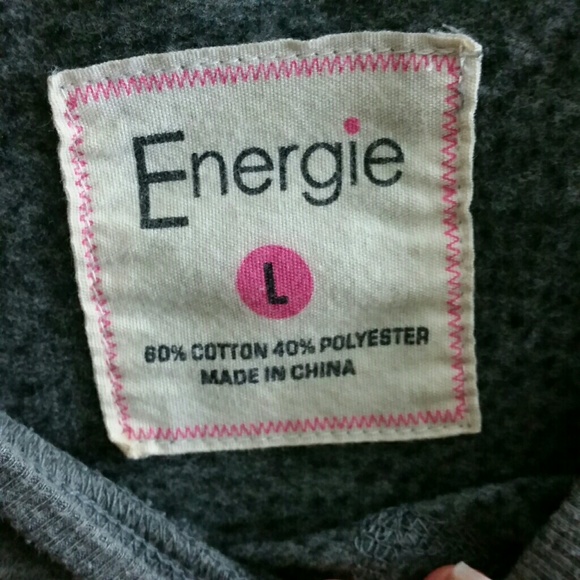 Energie
L
60% COTTON 40% POLYESTER
MADE IN CHINA